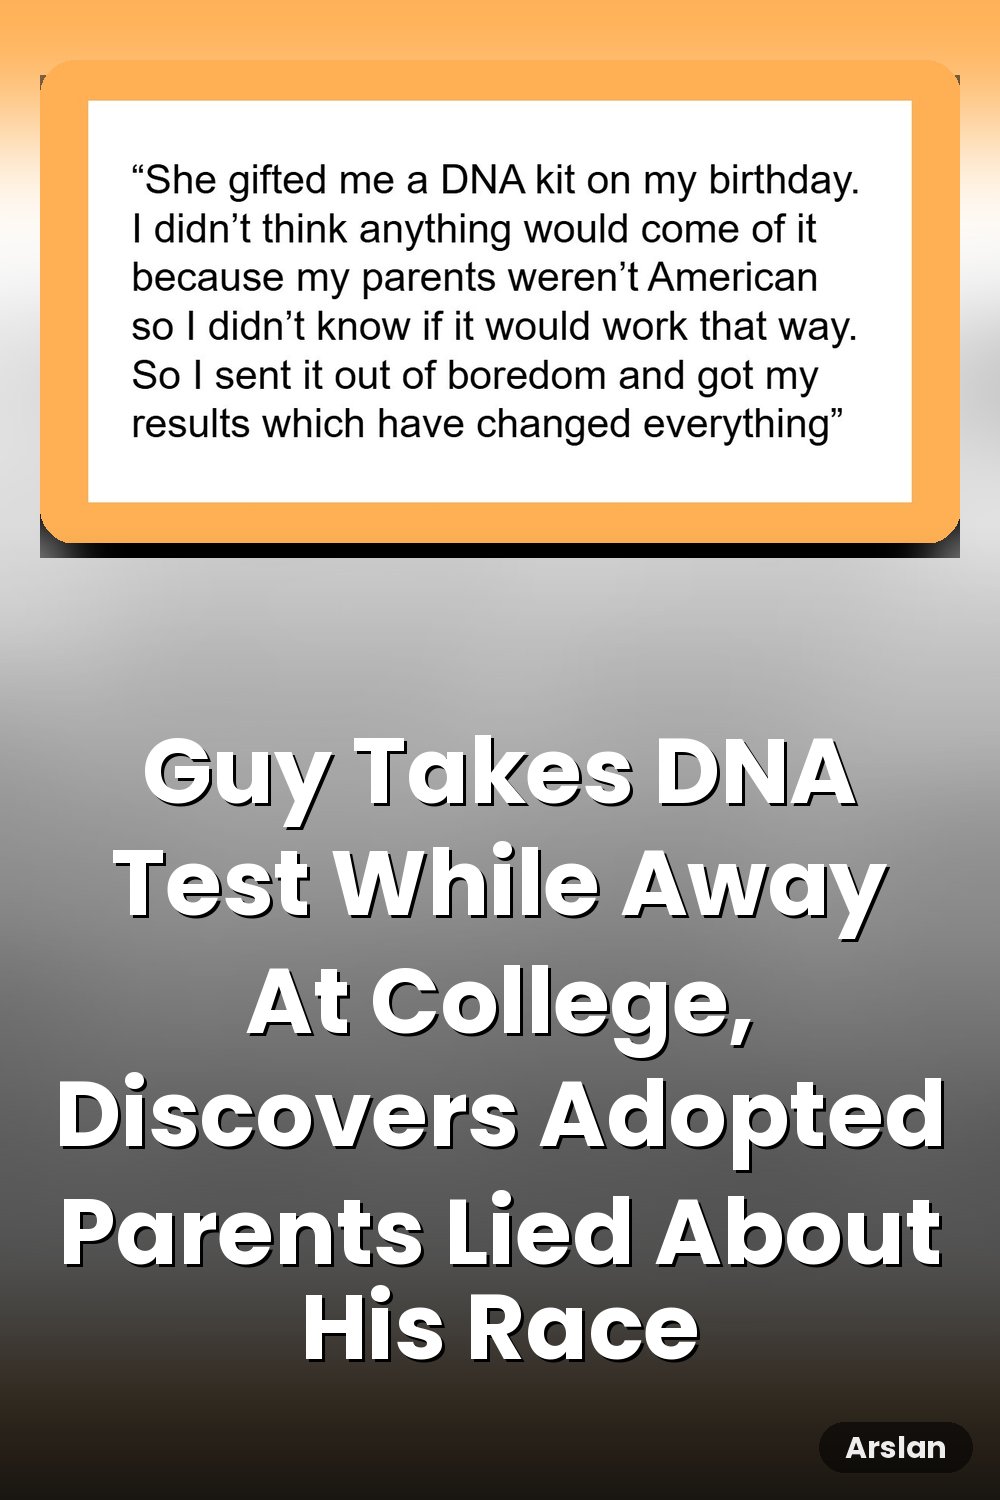 “She gifted me a DNA kit on my birthday.
I didn’t think anything would come of it
because my parents weren’t American
so I didn’t know if it would work that way.
So I sent it out of boredom and got my
results which have changed everything”
Guy Takes DNA
Test While Away
At College,
Discovers Adopted
Parents Lied About
His Race
Arslan